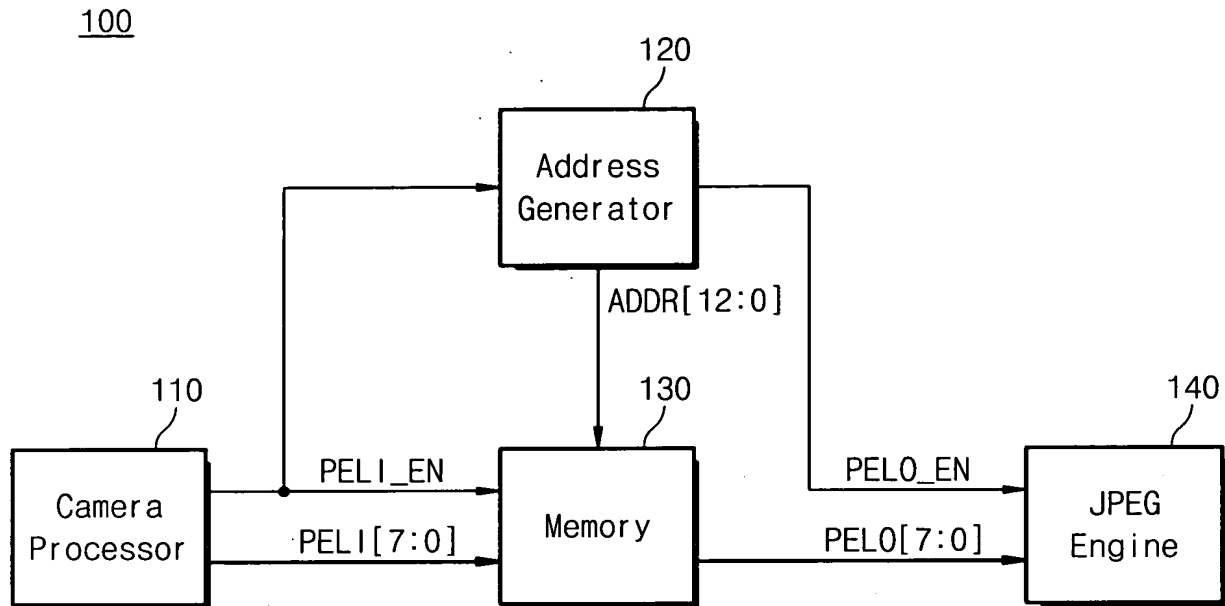 100
120
Address
Generator
ADDR[12:0]
110
130
140
Camera
Processor
PELI_EN
PELI[7:0]
Memory
PELO_EN
PELO[7:0]
JPEG
Engine